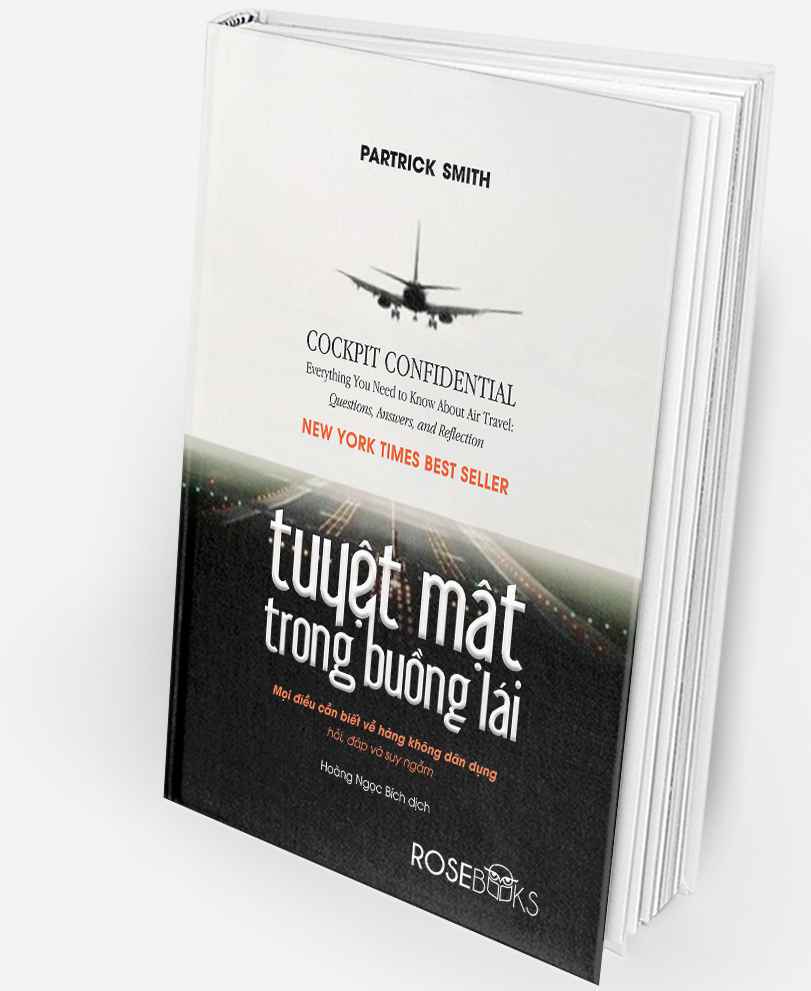 PARTRICK SMITH
COCKPIT CONFIDENTIAL
Everything You Need to Know About Air Travel:
Questions, Answers, and Reflection
NEW YORK TIMES BEST SELLER
tuyệt mật
trong buồng lái
Mọi điều cần biết về hàng không dân dụng
hỏi, đáp và suy ngẫm
Hoàng Ngọc Bích dịch
ROSEBOOKS